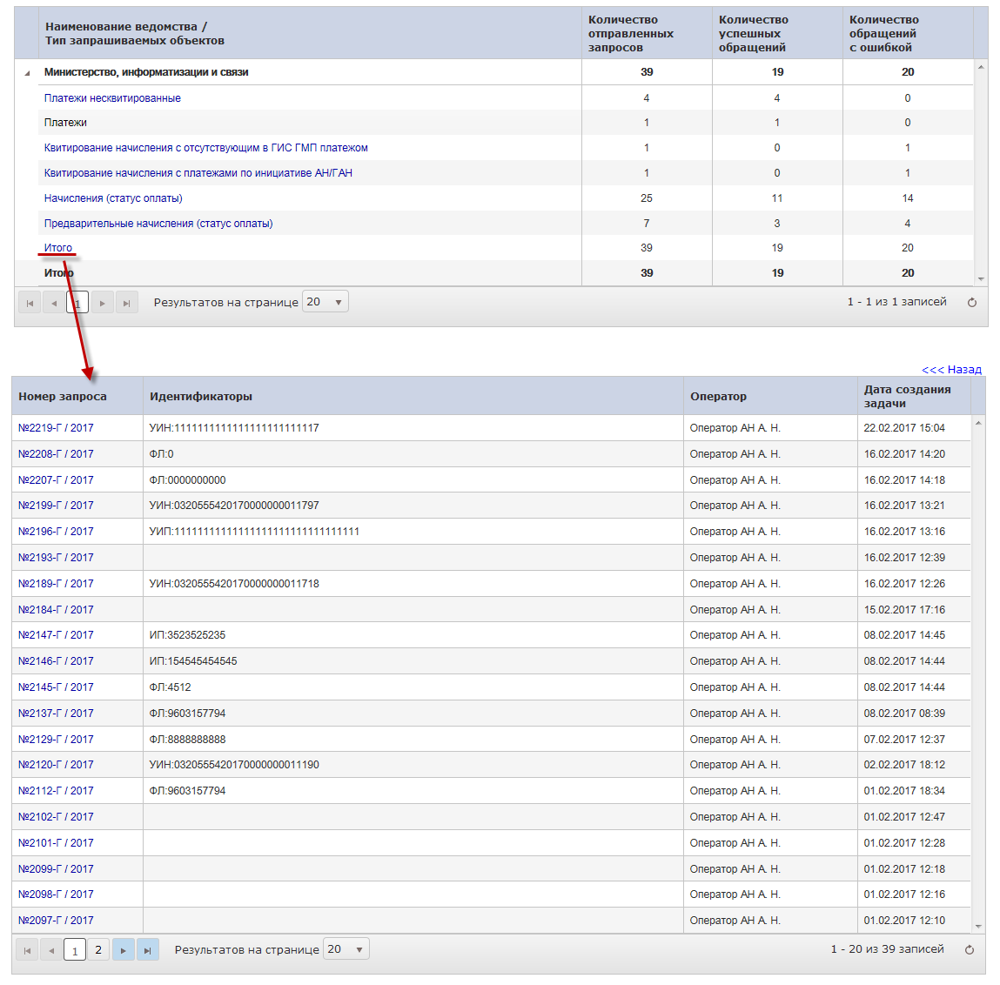 Наименование ведомства /
Тип запрашиваемых объектов
Количество
отправленных
запросов
Количество
успешных
обращений
Количество
обращений
с ошибкой
Министерство, информатизации и связи 39 19 20
Платежи несквитированные 4 4 0
Платежи 1 1 0
Квитирование начисления с отсутствующим в ГИС ГМП платежом 1 0 1
Квитирование начисления с платежами по инициативе АН/ГАН 1 0 1
Начисления (статус оплаты) 25 11 14
Предварительные начисления (статус оплаты) 7 3 4
Итого 39 19 20
Итого 39 19 20
1 Результатов на странице 20 1 - 1 из 1 записей
<<< Назад
Номер запроса Идентификаторы Оператор Дата создания
задачи
№2219-Г / 2017 УИН:1111111111111111111111117 Оператор АН А. Н. 22.02.2017 15:04
№2208-Г / 2017 ФЛ:0 Оператор АН А. Н. 16.02.2017 14:20
№2207-Г / 2017 ФЛ:0000000000 Оператор АН А. Н. 16.02.2017 14:18
№2199-Г / 2017 УИН:0320555420170000000011797 Оператор АН А. Н. 16.02.2017 13:21
№2196-Г / 2017 УИП:11111111111111111111111111111111 Оператор АН А. Н. 16.02.2017 13:16
№2193-Г / 2017 Оператор АН А. Н. 16.02.2017 12:39
№2189-Г / 2017 УИН:0320555420170000000011718 Оператор АН А. Н. 16.02.2017 12:26
№2184-Г / 2017 Оператор АН А. Н. 15.02.2017 17:16
№2147-Г / 2017 ИП:3523525235 Оператор АН А. Н. 08.02.2017 14:45
№2146-Г / 2017 ИП:154545454545 Оператор АН А. Н. 08.02.2017 14:44
№2145-Г / 2017 ФЛ:4512 Оператор АН А. Н. 08.02.2017 14:44
№2137-Г / 2017 ФЛ:9603157794 Оператор АН А. Н. 08.02.2017 08:39
№2129-Г / 2017 ФЛ:8888888888 Оператор АН А. Н. 07.02.2017 12:37
№2120-Г / 2017 УИН:0320555420170000000011190 Оператор АН А. Н. 02.02.2017 18:12
№2112-Г / 2017 ФЛ:9603157794 Оператор АН А. Н. 01.02.2017 18:34
№2102-Г / 2017 Оператор АН А. Н. 01.02.2017 12:47
№2101-Г / 2017 Оператор АН А. Н. 01.02.2017 12:28
№2099-Г / 2017 Оператор АН А. Н. 01.02.2017 12:18
№2098-Г / 2017 Оператор АН А. Н. 01.02.2017 12:16
№2097-Г / 2017 Оператор АН А. Н. 01.02.2017 12:10
1 2 Результатов на странице 20 1 - 20 из 39 записей